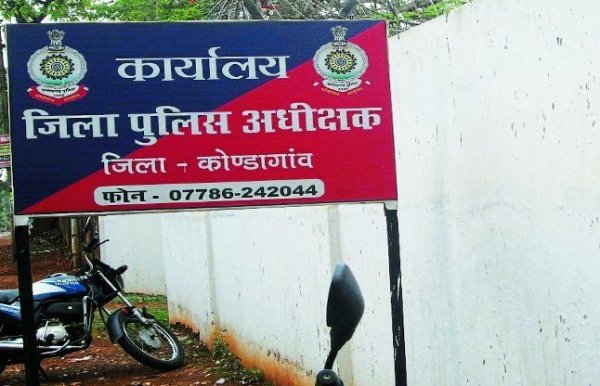 कार्यालय
जिला पुलिस अधीक्षक
जिला - कोण्डागांव
फोन - 07786-242044